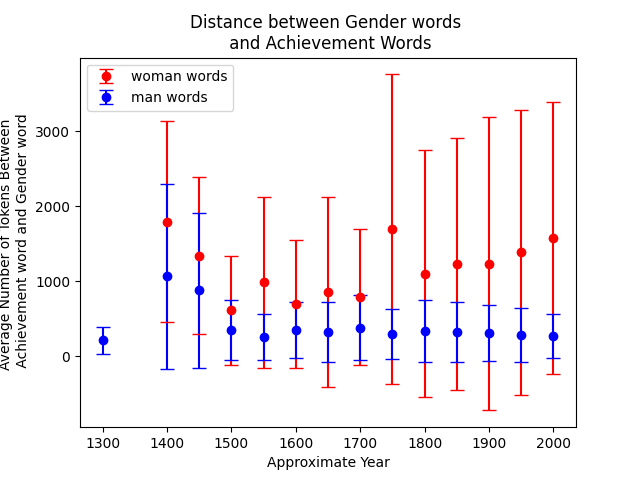 Distance between Gender words
and Achievement Words
woman words
man words
Average Number of Tokens Between
Achievement word and Gender word
3000
2000
1000
0
1300 1400 1500 1600 1700 1800 1900 2000
Approximate Year